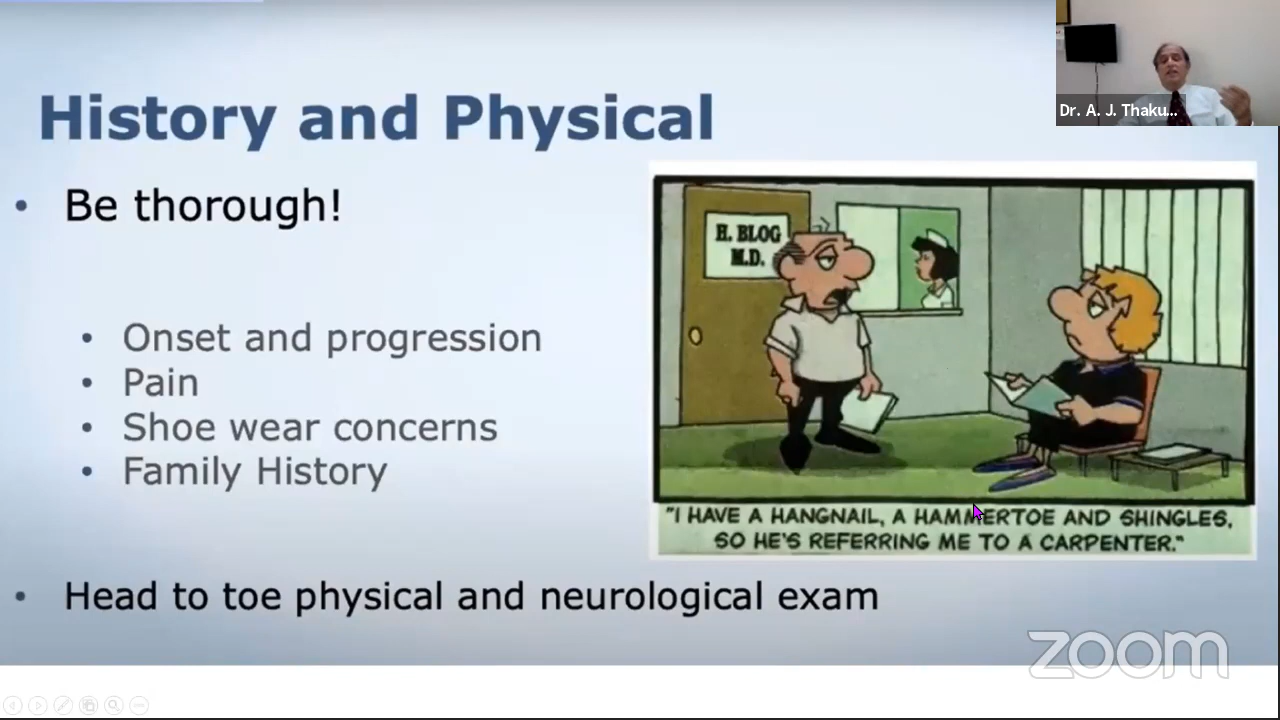 History and Physical
Dr. A. J. Thaku...
• Be thorough!
H. BLOG
M.D.
• Onset and progression
• Pain
• Shoe wear concerns
• Family History
"I HAVE A HANGNAIL, A HAMMERTOE AND SHINGLES,
SO HE'S REFERRING ME TO A CARPENTER."
• Head to toe physical and neurological exam
zoom